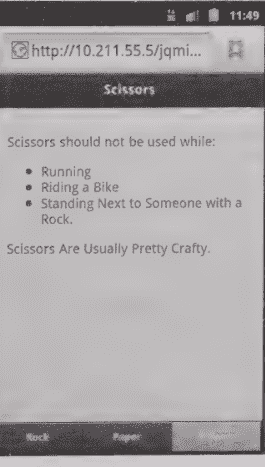 11:49
http://10.211.55.5/jqmi...
Scissors
Scissors should not be used while:
Running
Riding a Bike
Standing Next to Someone with a
Rock.
Scissors Are Usually Pretty Crafty.
Rock Paper